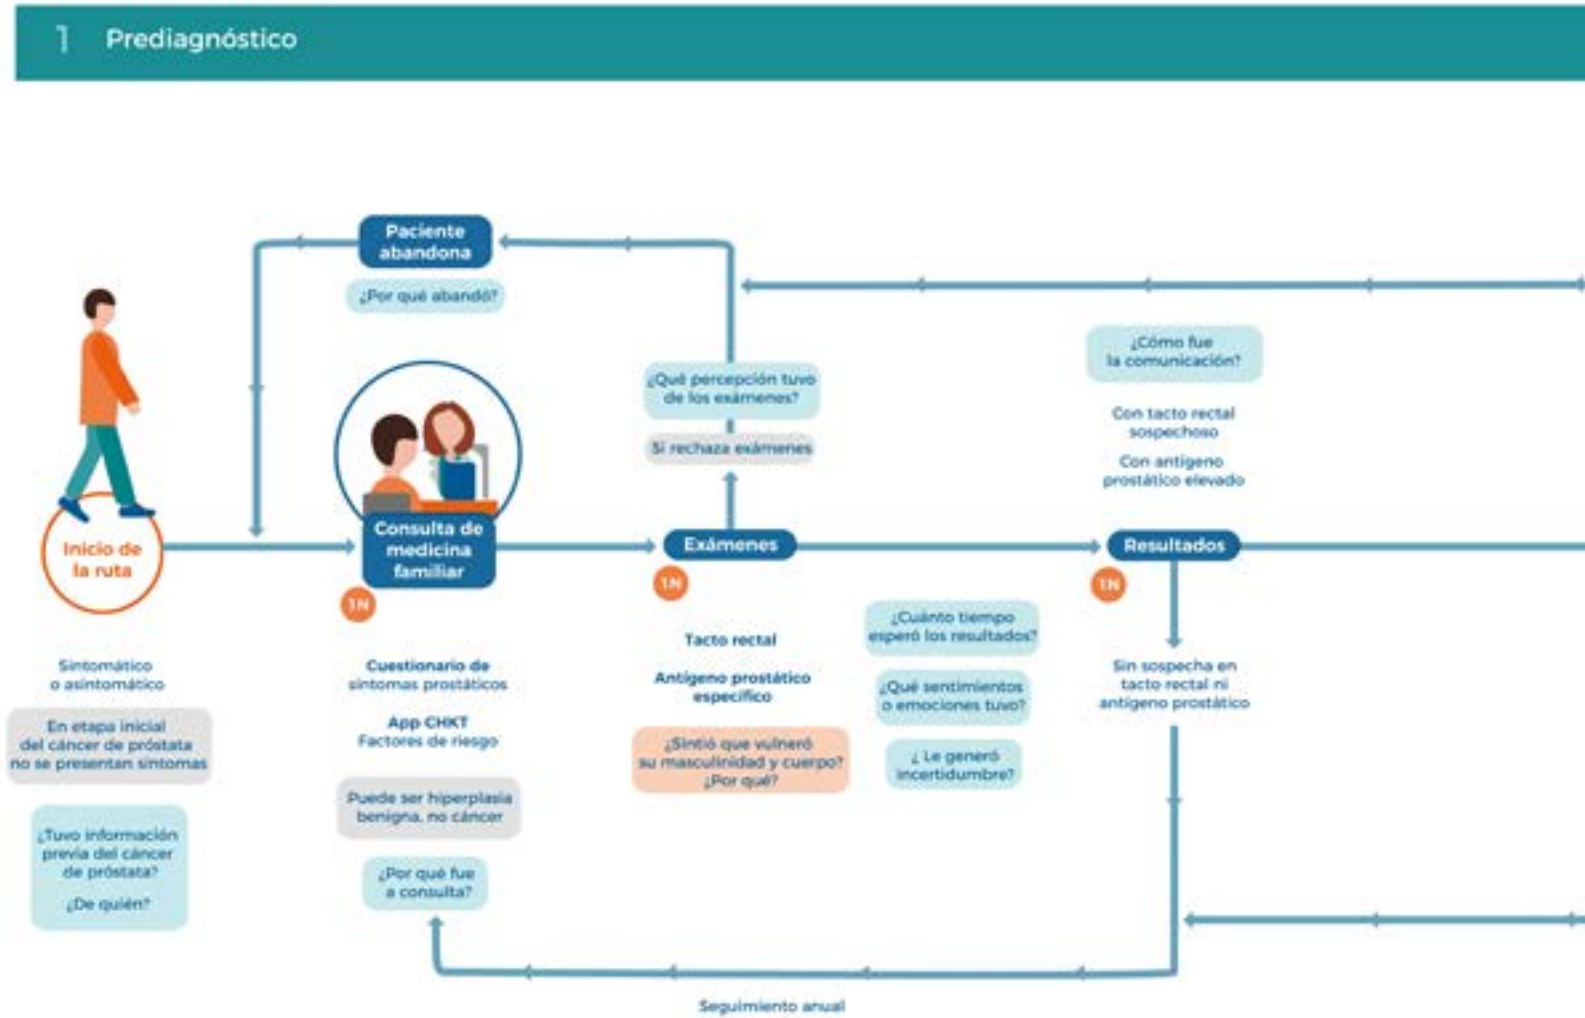 1 Prediagnóstico
Paciente
abandona
¿Por qué abandó?
¿Cómo fue
la comunicación?
¿Qué percepción tuvo
de los exámenes?
Si rechaza exámenes
Con tacto rectal
sospechoso
Con antígeno
prostático elevado
Inicio de
la ruta
Consulta de
medicina
familiar
1N
Exámenes
1N
Resultados
1N
Sintomático
o asintomático
En etapa inicial
del cáncer de próstata
no se presentan síntomas
¿Tuvo información
previa del cáncer
de próstata?
¿De quién?
Cuestionario de
síntomas prostáticos
App CHKT
Factores de riesgo
Puede ser hiperplasia
benigna, no cáncer
¿Por qué fue
a consulta?
Tacto rectal
Antígeno prostático
específico
¿Sintió que vulneró
su masculinidad y cuerpo?
¿Por qué?
¿Cuánto tiempo
esperó los resultados?
¿Qué sentimientos
o emociones tuvo?
¿ Le generó
incertidumbre?
Sin sospecha en
tacto rectal ni
antígeno prostático
Seguimiento anual